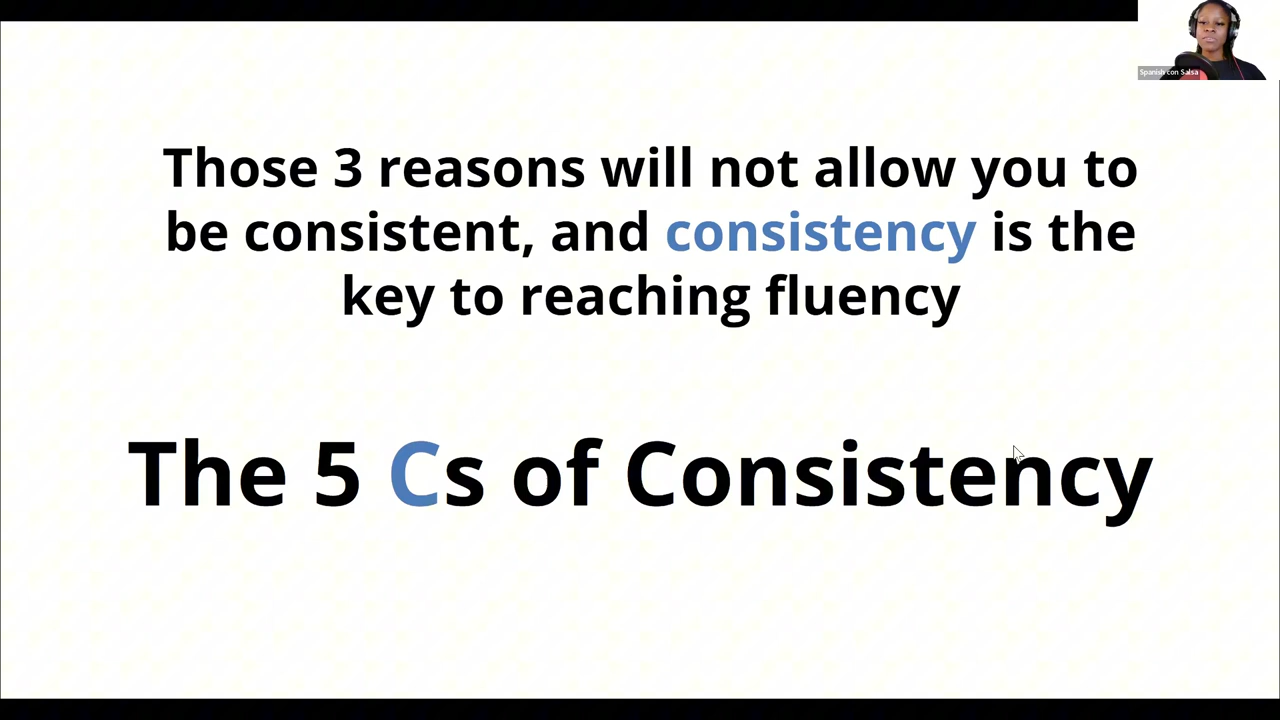 Spanish con Salsa
Those 3 reasons will not allow you to
be consistent, and consistency is the
key to reaching fluency
The 5 Cs of Consistency